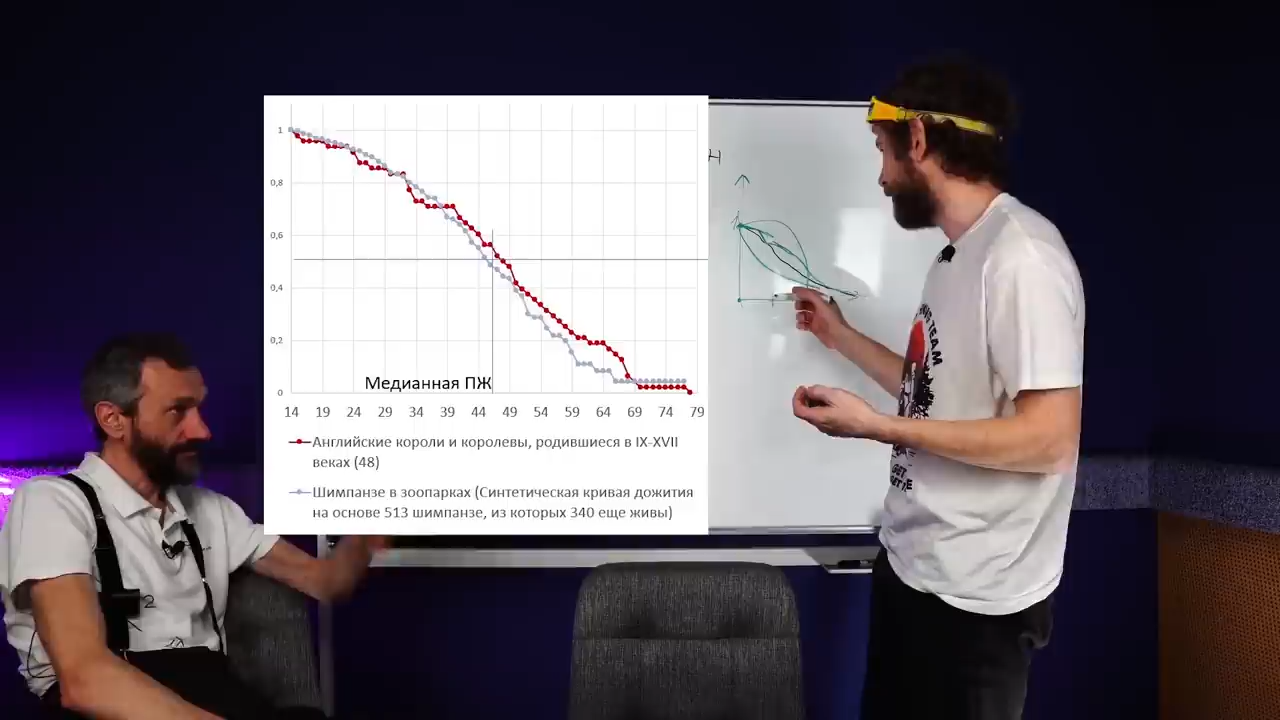 1
0,8
0,6
0,4
0,2
0
Медианная ПЖ
14 19 24 29 34 39 44 49 54 59 64 69 74 79
Английские короли и королевы, родившиеся в IX-XVII
веках (48)
Шимпанзе в зоопарках (Синтетическая кривая дожития
на основе 513 шимпанзе, из которых 340 еще живы)
н
TEAM
2